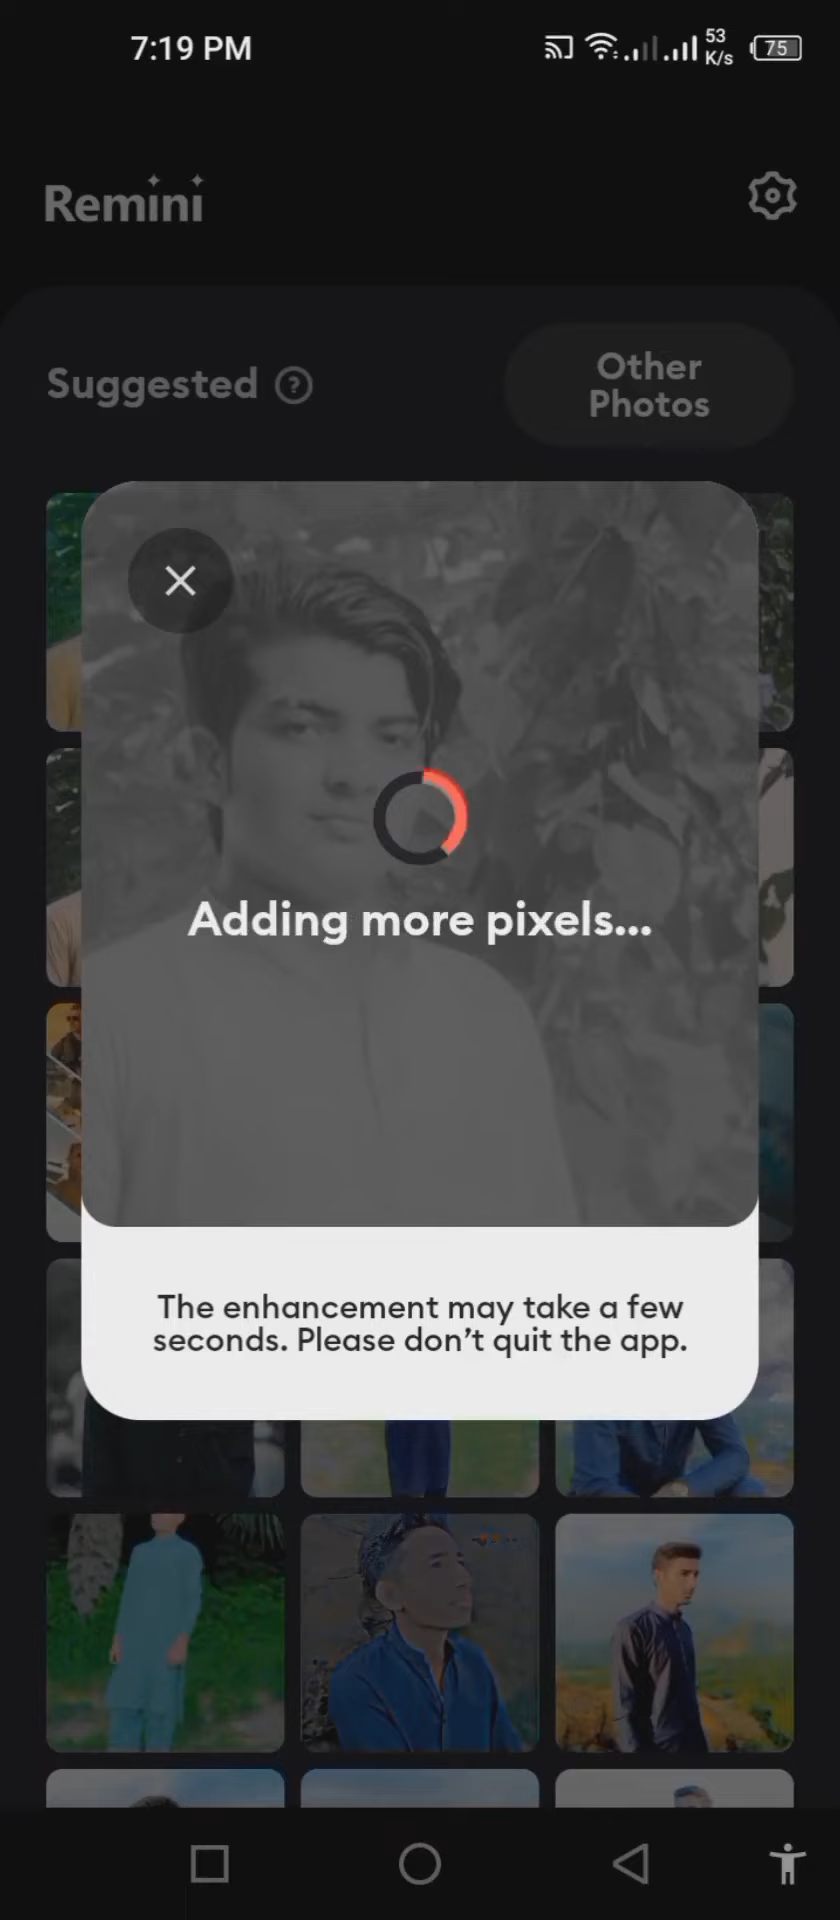 7:19 PM
53
K/s
75
Remini
Suggested ?
Other
Photos
Adding more pixels...
The enhancement may take a few
seconds. Please don't quit the app.